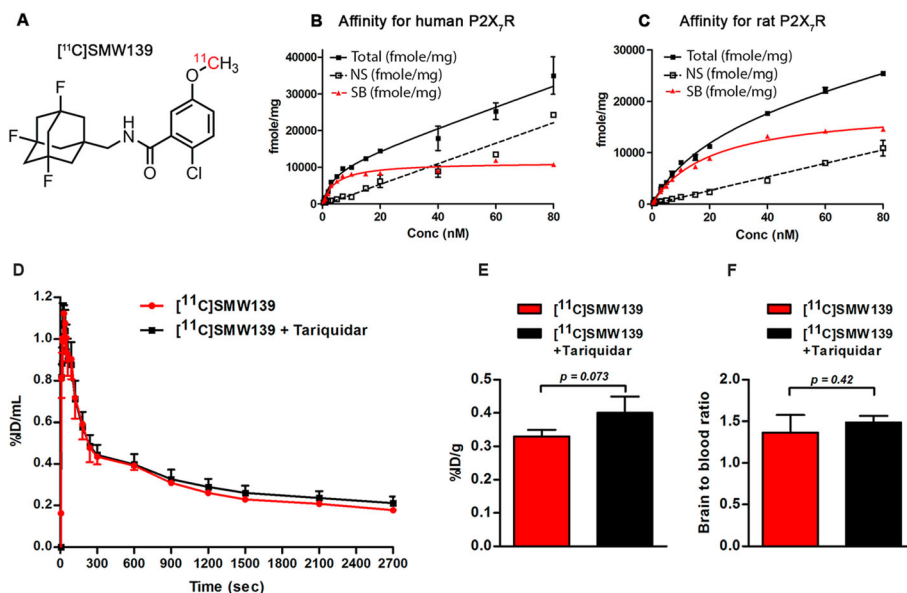 A
[¹¹C]SMW139
¹¹CH₃
O
F
F
F
H
N
O
Cl
B Affinity for human P2X₇R
Total (fmole/mg)
NS (fmole/mg)
SB (fmole/mg)
fmole/mg
40000
30000
20000
10000
0
0 20 40 60 80
Conc (nM)
C Affinity for rat P2X₇R
Total (fmole/mg)
NS (fmole/mg)
SB (fmole/mg)
fmole/mg
30000
20000
10000
0
0 20 40 60 80
Conc (nM)
D
[¹¹C]SMW139
[¹¹C]SMW139 + Tariquidar
%ID/mL
1.2
1.0
0.8
0.6
0.4
0.2
0.0
0 300 600 900 1200 1500 1800 2100 2400 2700
Time (sec)
E
[¹¹C]SMW139
[¹¹C]SMW139
+Tariquidar
p = 0.073
%ID/g
0.5
0.4
0.3
0.2
0.1
0.0
F
[¹¹C]SMW139
[¹¹C]SMW139
+Tariquidar
p = 0.42
Brain to blood ratio
2.0
1.5
1.0
0.5
0.0